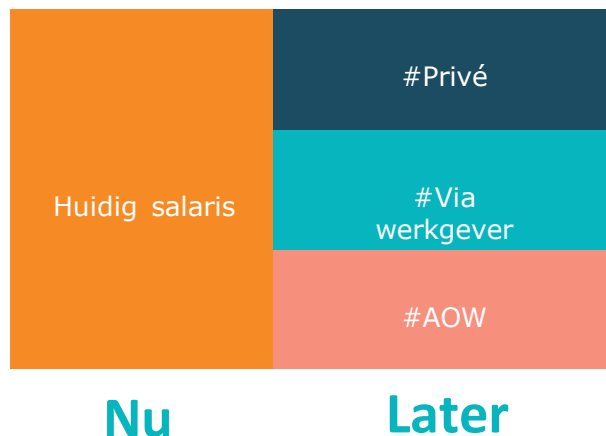 #Privé
Huidig salaris
#Via
werkgever
#AOW
Nu
Later